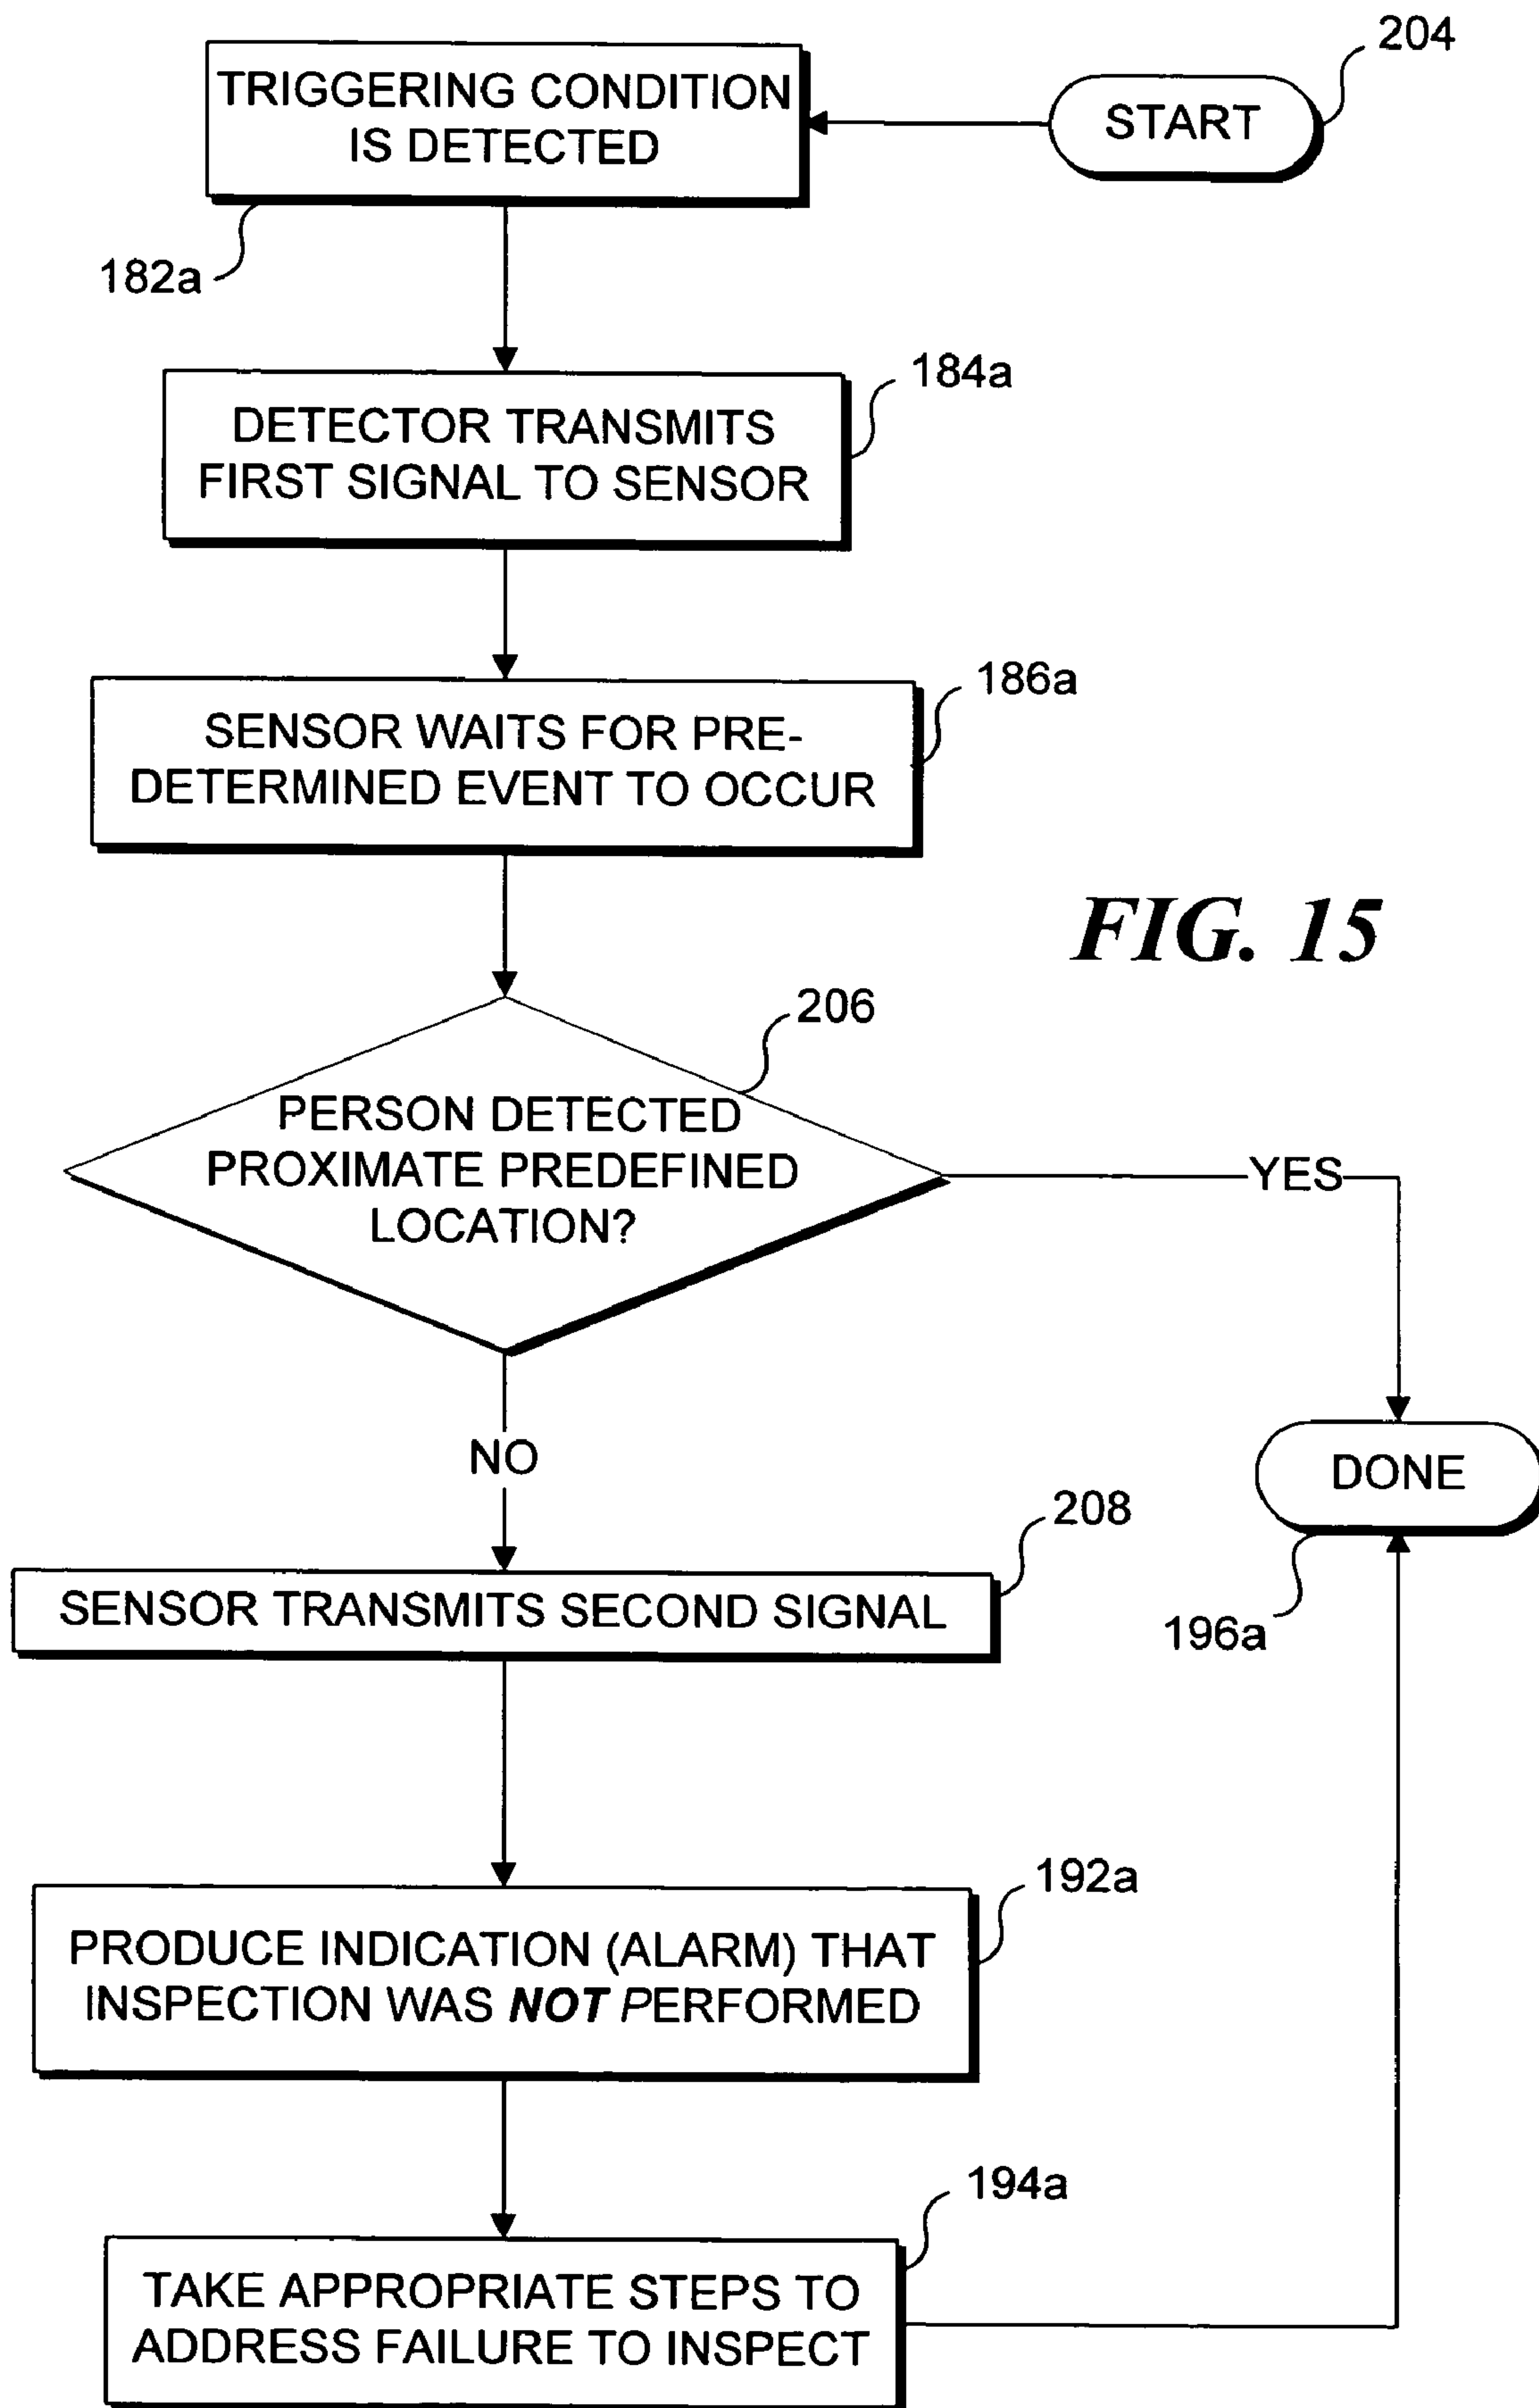 204
START
TRIGGERING CONDITION
IS DETECTED
182a
184a
DETECTOR TRANSMITS
FIRST SIGNAL TO SENSOR
186a
SENSOR WAITS FOR PRE-
DETERMINED EVENT TO OCCUR
FIG. 15
206
PERSON DETECTED
PROXIMATE PREDEFINED
LOCATION?
YES
NO
DONE
196a
208
SENSOR TRANSMITS SECOND SIGNAL
192a
PRODUCE INDICATION (ALARM) THAT
INSPECTION WAS NOT PERFORMED
194a
TAKE APPROPRIATE STEPS TO
ADDRESS FAILURE TO INSPECT